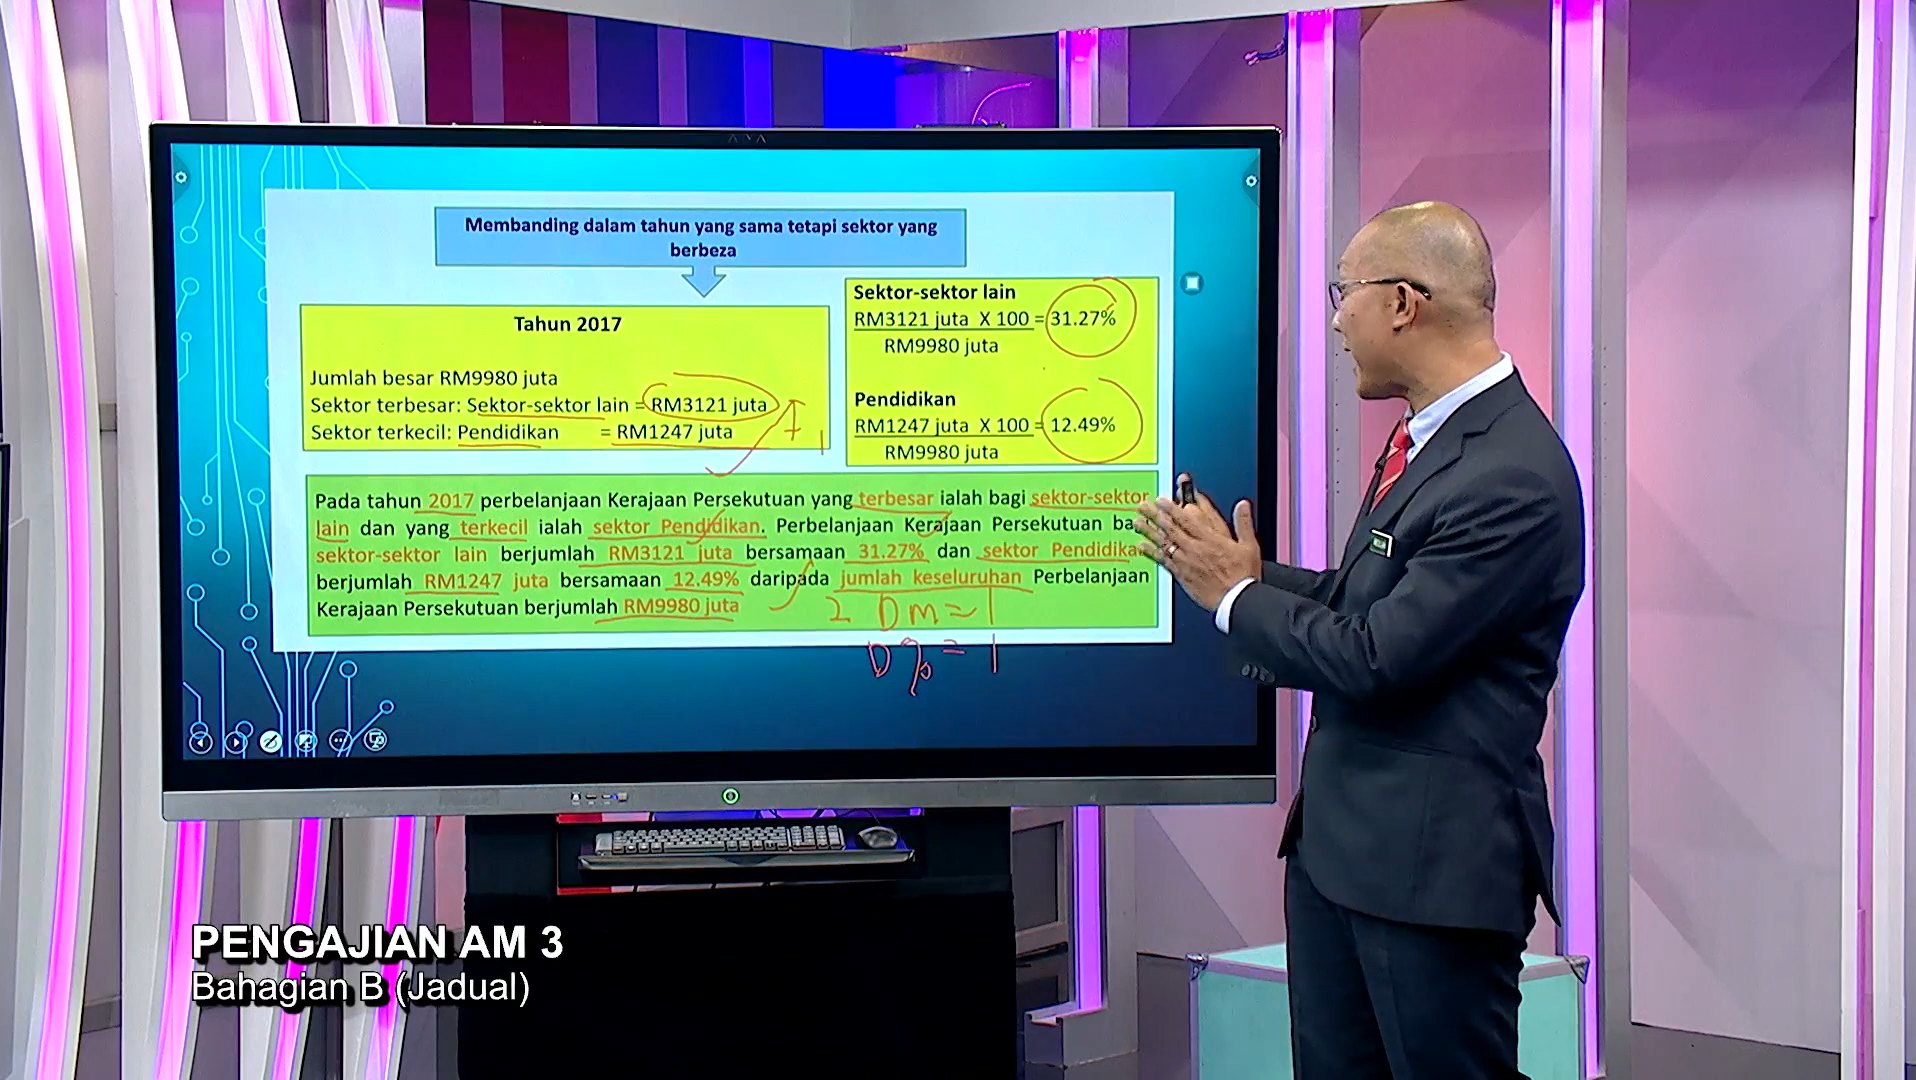 Membanding dalam tahun yang sama tetapi sektor yang
berbeza
Tahun 2017
Jumlah besar RM9980 juta
Sektor terbesar: Sektor-sektor lain = RM3121 juta
Sektor terkecil: Pendidikan = RM1247 juta
Sektor-sektor lain
RM3121 juta X 100 = 31.27%
RM9980 juta
Pendidikan
RM1247 juta X 100 = 12.49%
RM9980 juta
Pada tahun 2017 perbelanjaan Kerajaan Persekutuan yang terbesar ialah bagi sektor-sektor
lain dan yang terkecil ialah sektor Pendidikan. Perbelanjaan Kerajaan Persekutuan
sektor-sektor lain berjumlah RM3121 juta bersamaan 31.27% dan sektor Pendidikan
berjumlah RM1247 juta bersamaan 12.49% daripada jumlah keseluruhan Perbelanjaan
Kerajaan Persekutuan berjumlah RM9980 juta
2 DM = 1
D% = 1
PENGAJIAN AM 3
Bahagian B (Jadual)